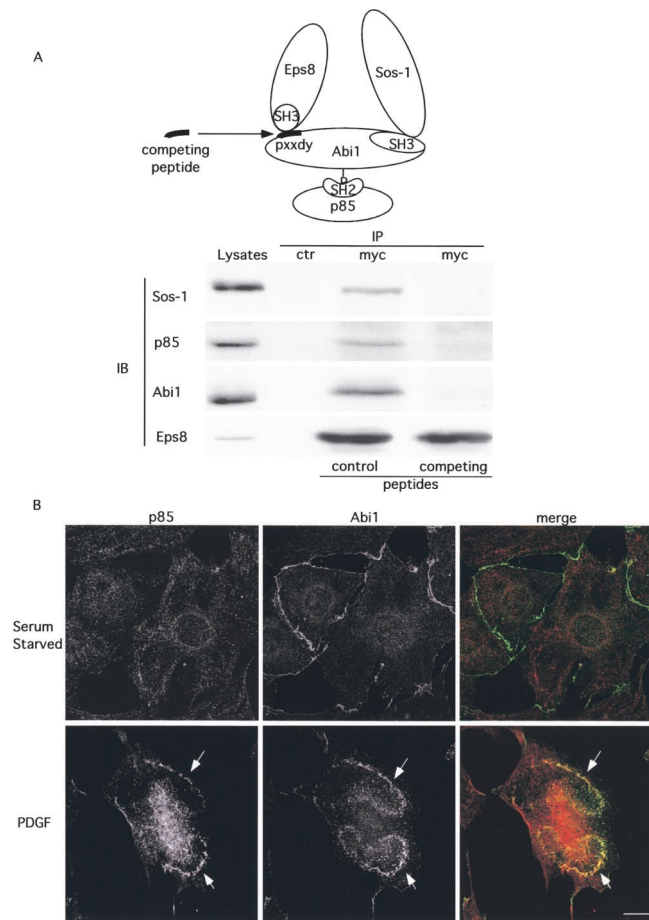 A
Eps8
Sos-1
SH3
pxxdy
Abi1
SH3
competing
peptide
p
SH2
p85
IP
Lysates ctr myc myc
IB
Sos-1
p85
Abi1
Eps8
control competing
peptides
B
p85 Abi1 merge
Serum
Starved
PDGF